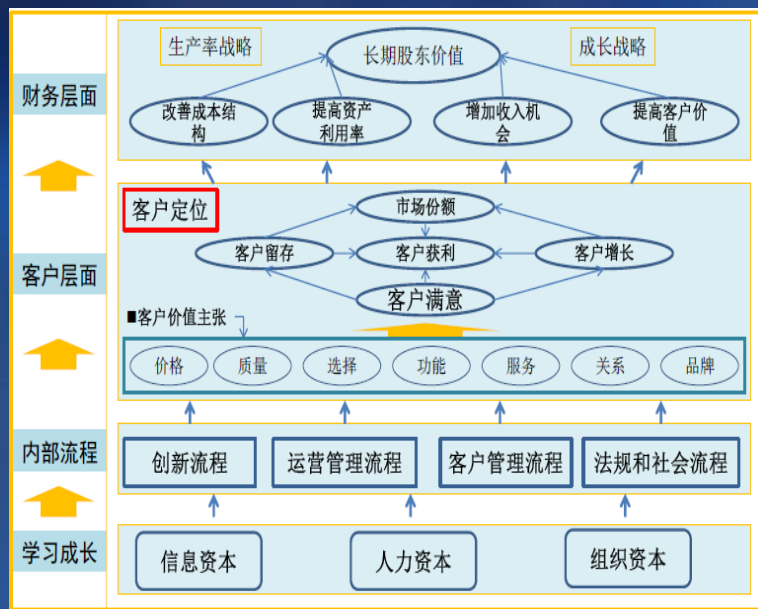 生产率战略
长期股东价值
成长战略
财务层面
改善成本结
构
提高资产
利用率
增加收入机
会
提高客户价
值
客户定位
市场份额
客户留存
客户获利
客户增长
客户层面
客户满意
■客户价值主张
价格
质量
选择
功能
服务
关系
品牌
内部流程
创新流程
运营管理流程
客户管理流程
法规和社会流程
学习成长
信息资本
人力资本
组织资本